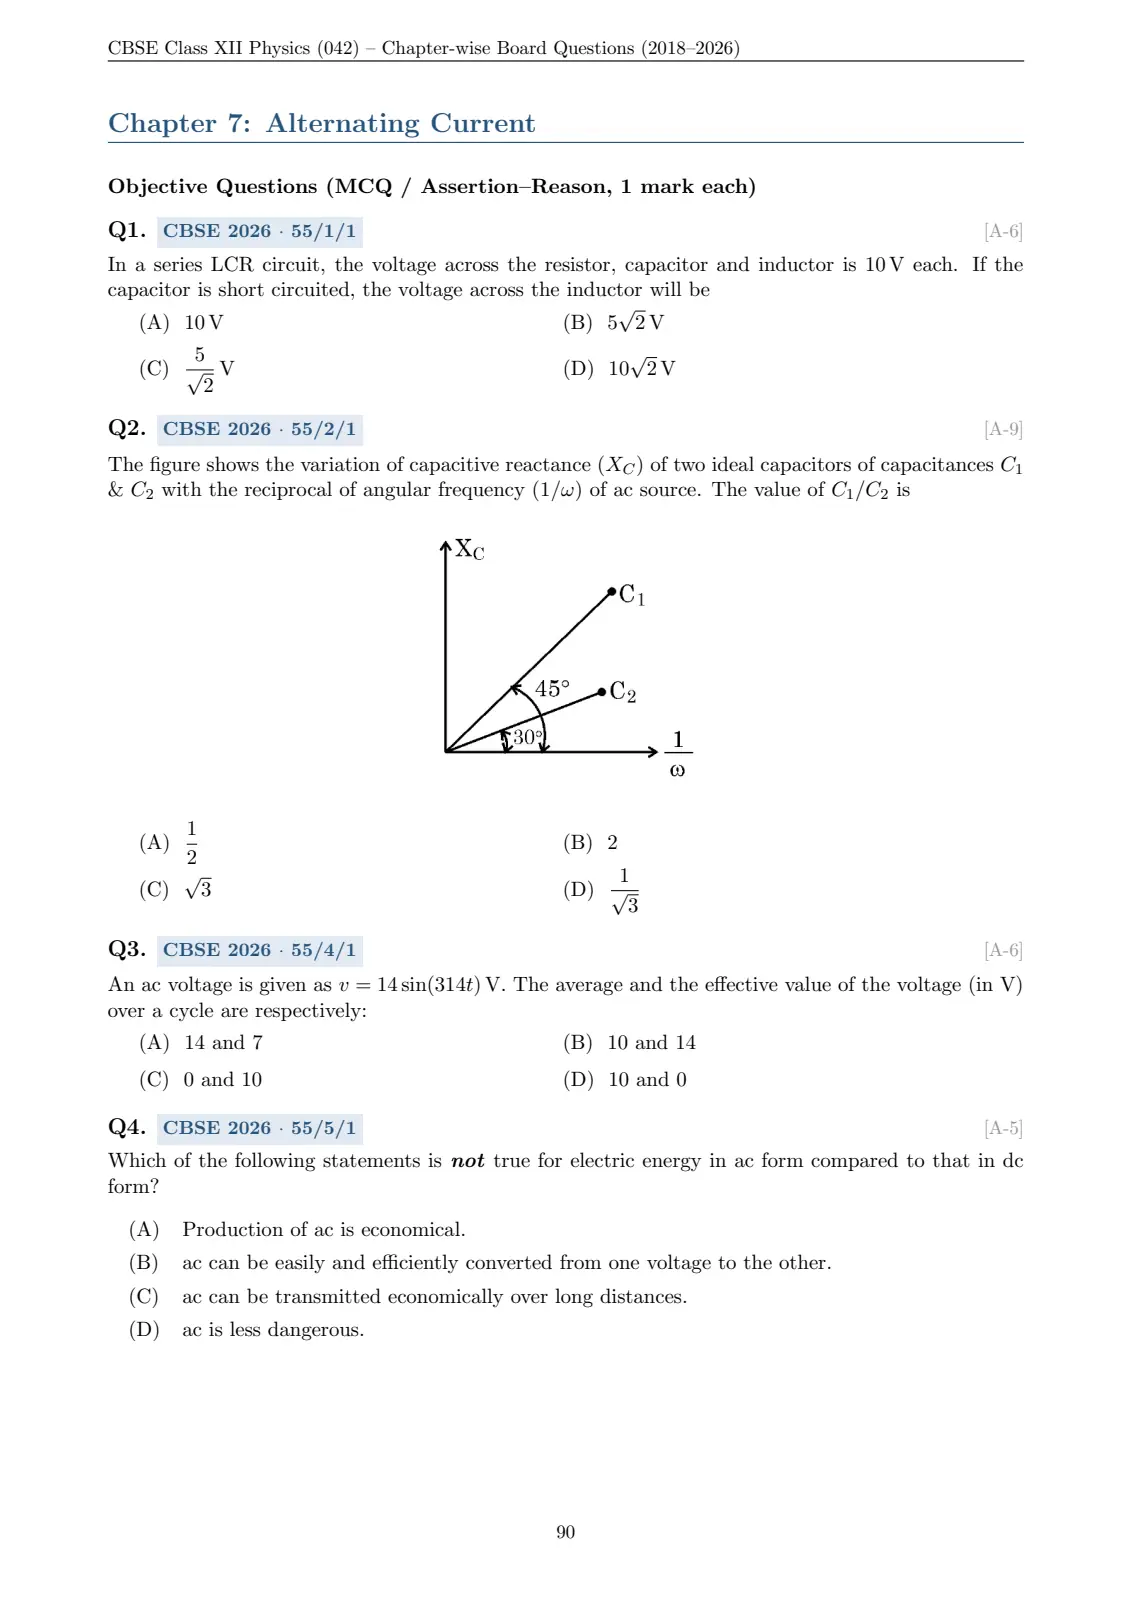 CBSE Class XII Physics (042) – Chapter-wise Board Questions (2018–2026)
Chapter 7: Alternating Current
Objective Questions (MCQ / Assertion–Reason, 1 mark each)
Q1. CBSE 2026 · 55/1/1 [A-6]
In a series LCR circuit, the voltage across the resistor, capacitor and inductor is 10 V each. If the
capacitor is short circuited, the voltage across the inductor will be
(A) 10 V (B) 5√2 V
(C) 5/√2 V (D) 10√2 V
Q2. CBSE 2026 · 55/2/1 [A-9]
The figure shows the variation of capacitive reactance (X_C) of two ideal capacitors of capacitances C₁
& C₂ with the reciprocal of angular frequency (1/ω) of ac source. The value of C₁/C₂ is
X_C
C₁
45°
C₂
30°
1/ω
(A) 1/2 (B) 2
(C) √3 (D) 1/√3
Q3. CBSE 2026 · 55/4/1 [A-6]
An ac voltage is given as v = 14 sin(314t) V. The average and the effective value of the voltage (in V)
over a cycle are respectively:
(A) 14 and 7 (B) 10 and 14
(C) 0 and 10 (D) 10 and 0
Q4. CBSE 2026 · 55/5/1 [A-5]
Which of the following statements is not true for electric energy in ac form compared to that in dc
form?
(A) Production of ac is economical.
(B) ac can be easily and efficiently converted from one voltage to the other.
(C) ac can be transmitted economically over long distances.
(D) ac is less dangerous.
90